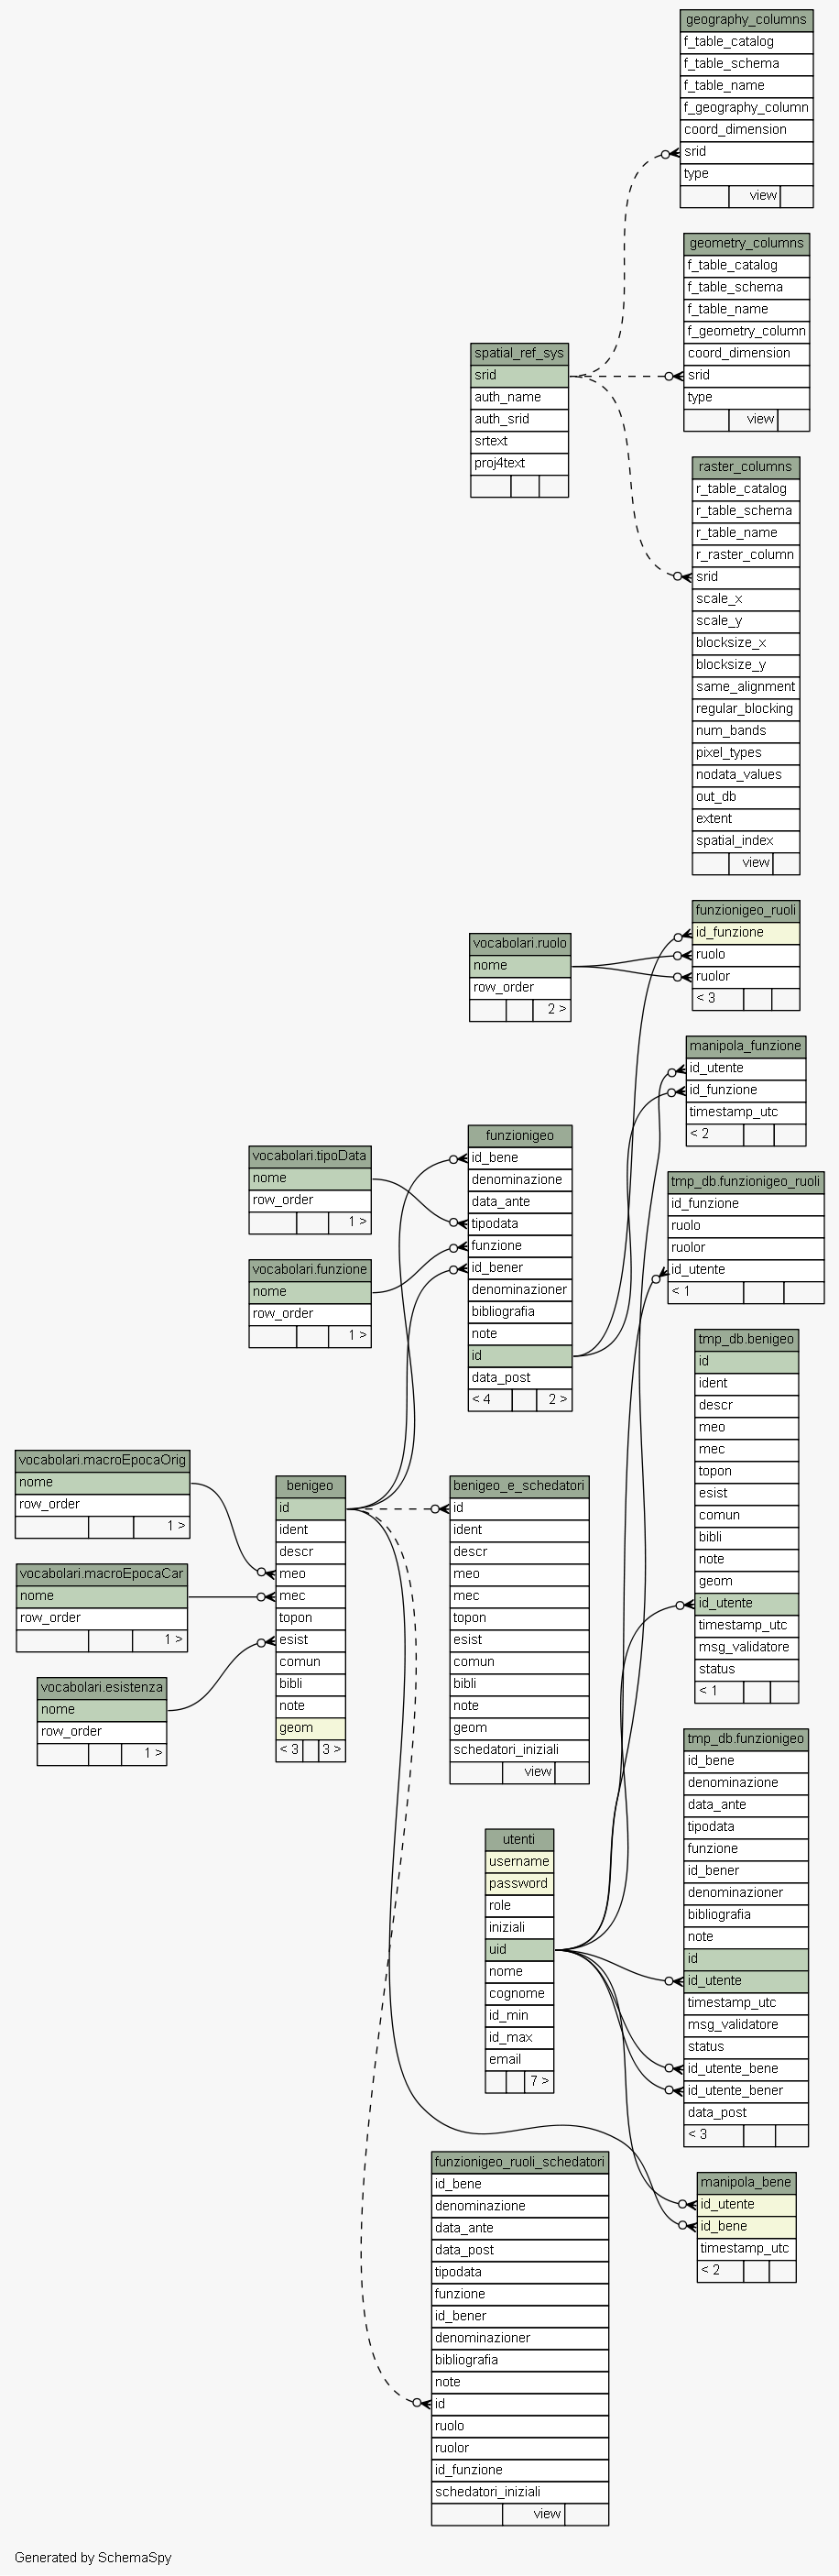 geography_columns
f_table_catalog
f_table_schema
f_table_name
f_geography_column
coord_dimension
srid
type
view
geometry_columns
f_table_catalog
f_table_schema
f_table_name
f_geometry_column
coord_dimension
srid
type
view
spatial_ref_sys
srid
auth_name
auth_srid
srtext
proj4text
raster_columns
r_table_catalog
r_table_schema
r_table_name
r_raster_column
srid
scale_x
scale_y
blocksize_x
blocksize_y
same_alignment
regular_blocking
num_bands
pixel_types
nodata_values
out_db
extent
spatial_index
view
funzionigeo_ruoli
id_funzione
ruolo
ruolor
< 3
vocabolari.ruolo
nome
row_order
2 >
manipola_funzione
id_utente
id_funzione
timestamp_utc
< 2
funzionigeo
id_bene
denominazione
data_ante
tipodata
funzione
id_bener
denominazioner
bibliografia
note
id
data_post
< 4 2 >
vocabolari.tipoData
nome
row_order
1 >
vocabolari.funzione
nome
row_order
1 >
tmp_db.funzionigeo_ruoli
id_funzione
ruolo
ruolor
id_utente
< 1
tmp_db.benigeo
id
ident
descr
meo
mec
topon
esist
comun
bibli
note
geom
id_utente
timestamp_utc
msg_validatore
status
< 1
vocabolari.macroEpocaOrig
nome
row_order
1 >
vocabolari.macroEpocaCar
nome
row_order
1 >
vocabolari.esistenza
nome
row_order
1 >
benigeo
id
ident
descr
meo
mec
topon
esist
comun
bibli
note
geom
< 3 3 >
benigeo_e_schedatori
id
ident
descr
meo
mec
topon
esist
comun
bibli
note
geom
schedatori_iniziali
view
tmp_db.funzionigeo
id_bene
denominazione
data_ante
tipodata
funzione
id_bener
denominazioner
bibliografia
note
id
id_utente
timestamp_utc
msg_validatore
status
id_utente_bene
id_utente_bener
data_post
< 3
utenti
username
password
role
iniziali
uid
nome
cognome
id_min
id_max
email
7 >
manipola_bene
id_utente
id_bene
timestamp_utc
< 2
funzionigeo_ruoli_schedatori
id_bene
denominazione
data_ante
data_post
tipodata
funzione
id_bener
denominazioner
bibliografia
note
id
ruolo
ruolor
id_funzione
schedatori_iniziali
view
Generated by SchemaSpy